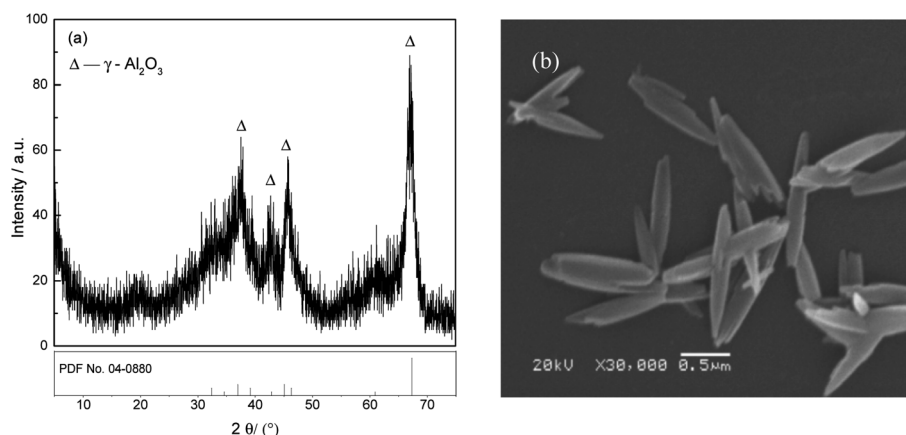 (a)
Δ — γ - Al₂O₃
Δ
Δ
Δ
Δ
100
80
60
40
20
0
Intensity / a.u.
PDF No. 04-0880
10 20 30 40 50 60 70
2 θ/ (°)
(b)
20kV X30,000 0.5μm